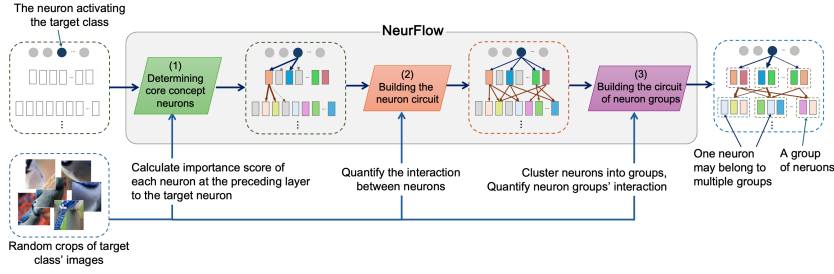 The neuron activating
the target class
NeurFlow
(1)
Determining
core concept
neurons
(2)
Building the
neuron circuit
(3)
Building the circuit
of neuron groups
Calculate importance score of
each neuron at the preceding layer
to the target neuron
Quantify the interaction
between neurons
Cluster neurons into groups,
Quantify neuron groups' interaction
One neuron
may belong to
multiple groups
A group
of neruons
Random crops of target
class' images